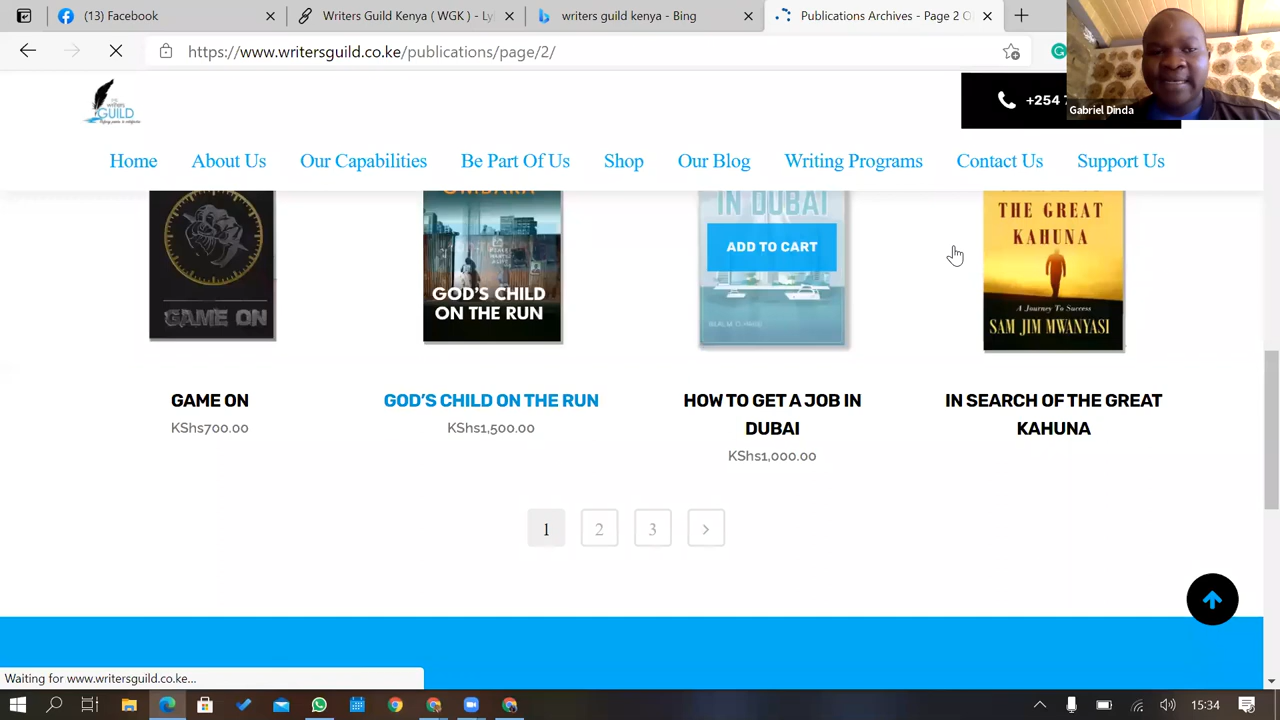 (13) Facebook
Writers Guild Kenya ( WGK ) - Ly
writers guild kenya - Bing
Publications Archives - Page 2 O
https://www.writersguild.co.ke/publications/page/2/
Gabriel Dinda
writers
GUILD
+254
Home About Us Our Capabilities Be Part Of Us Shop Our Blog Writing Programs Contact Us Support Us
GAME ON
GOD'S CHILD
ON THE RUN
IN DUBAI
ADD TO CART
THE GREAT
KAHUNA
A Journey To Success
SAM JIM MWANYASI
GAME ON
KShs700.00
GOD'S CHILD ON THE RUN
KShs1,500.00
HOW TO GET A JOB IN
DUBAI
KShs1,000.00
IN SEARCH OF THE GREAT
KAHUNA
1 2 3
Waiting for www.writersguild.co.ke...
15:34